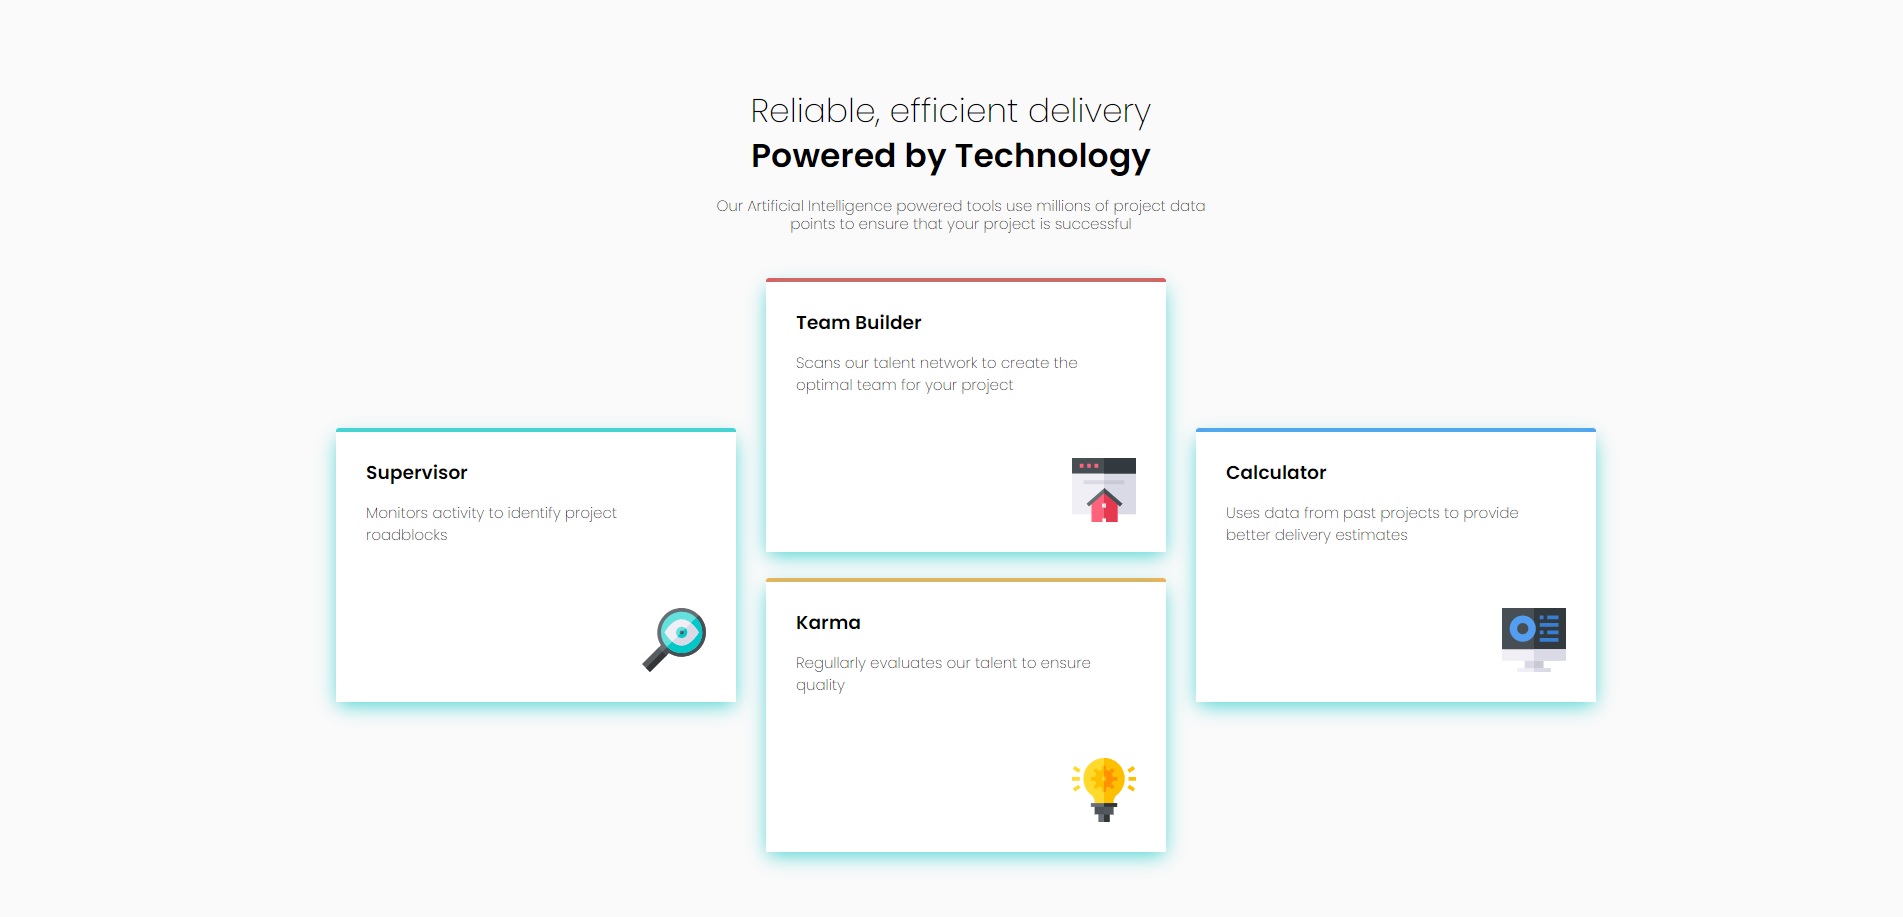 Reliable, efficient delivery
Powered by Technology
Our Artificial Intelligence powered tools use millions of project data
points to ensure that your project is successful
Team Builder
Scans our talent network to create the
optimal team for your project
Supervisor
Monitors activity to identify project
roadblocks
Calculator
Uses data from past projects to provide
better delivery estimates
Karma
Regullarly evaluates our talent to ensure
quality